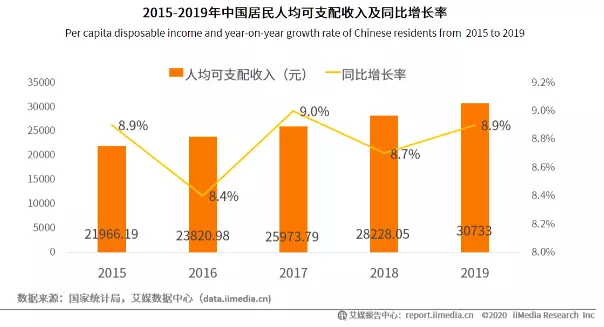 2015-2019年中国居民人均可支配收入及同比增长率
Per capita disposable income and year-on-year growth rate of Chinese residents from 2015 to 2019
人均可支配收入（元） 同比增长率
35000 9.2%
30000 9.0%
25000 8.8%
20000 8.6%
15000 8.4%
10000 8.2%
5000 8.0%
0
8.9% 8.4% 9.0% 8.7% 8.9%
21966.19 23820.98 25973.79 28228.05 30733
2015 2016 2017 2018 2019
数据来源：国家统计局，艾媒数据中心（data.iimedia.cn）
艾媒报告中心：report.iimedia.cn ©2020 iiMedia Research Inc